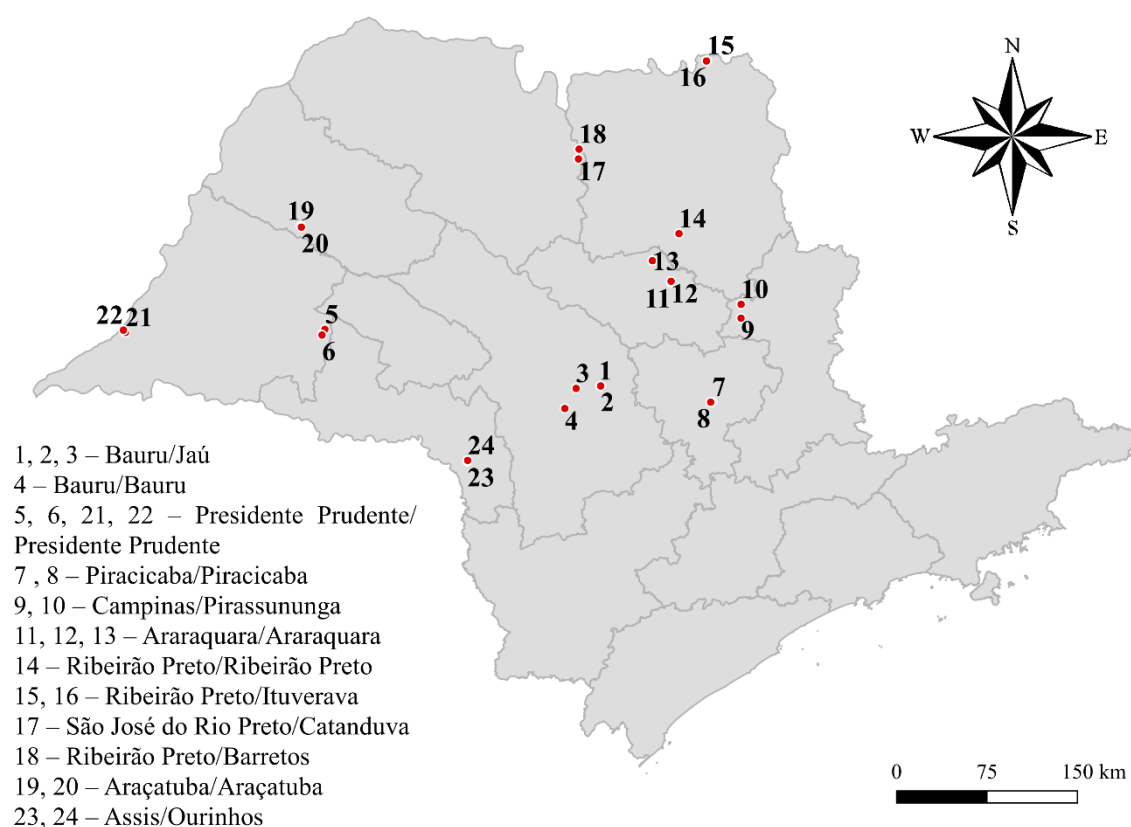 15
N
16
18
W
E
17
14
S
19
13
20
11
12
10
22
21
5
9
6
3
1
7
2
4
8
24
23
1, 2, 3 – Bauru/Jaú
4 – Bauru/Bauru
5, 6, 21, 22 – Presidente Prudente/
Presidente Prudente
7 , 8 – Piracicaba/Piracicaba
9, 10 – Campinas/Pirassununga
11, 12, 13 – Araraquara/Araraquara
14 – Ribeirão Preto/Ribeirão Preto
15, 16 – Ribeirão Preto/Ituverava
17 – São José do Rio Preto/Catanduva
18 – Ribeirão Preto/Barretos
19, 20 – Araçatuba/Araçatuba
23, 24 – Assis/Ourinhos
0 75 150 km